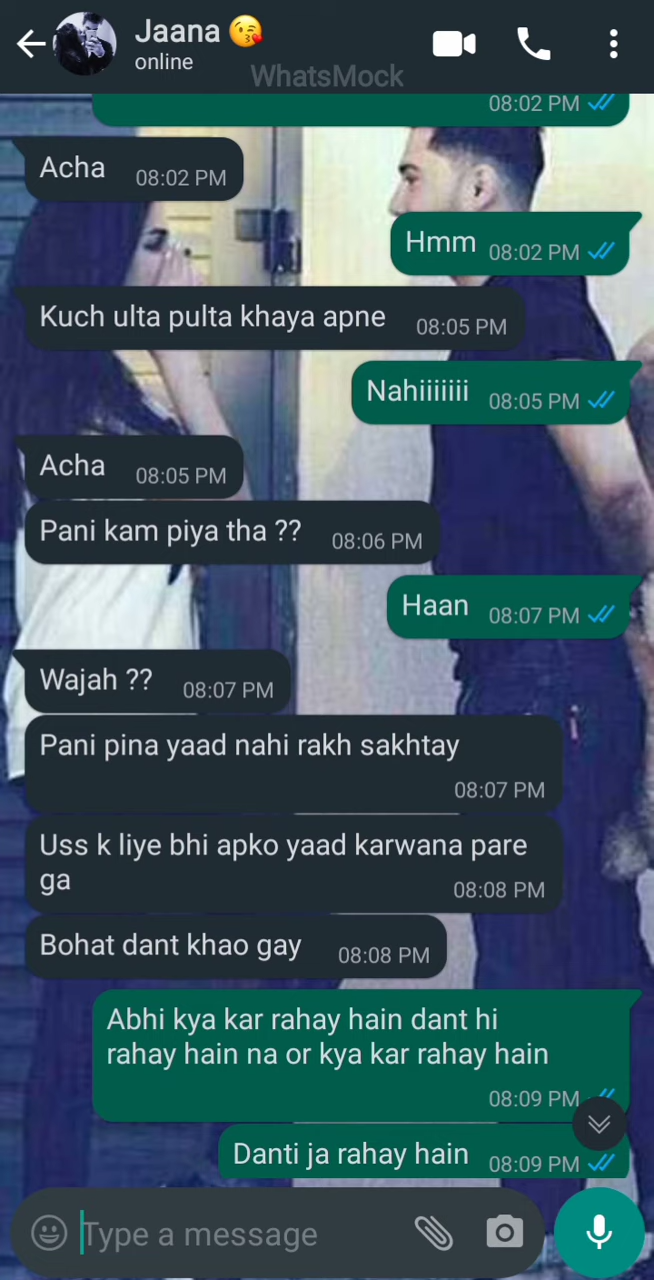 Jaana 😘
online
WhatsMock
08:02 PM
Acha 08:02 PM
Hmm 08:02 PM
Kuch ulta pulta khaya apne 08:05 PM
Nahiiiiiii 08:05 PM
Acha 08:05 PM
Pani kam piya tha ?? 08:06 PM
Haan 08:07 PM
Wajah ?? 08:07 PM
Pani pina yaad nahi rakh sakhtay
08:07 PM
Uss k liye bhi apko yaad karwana pare
ga 08:08 PM
Bohat dant khao gay 08:08 PM
Abhi kya kar rahay hain dant hi
rahay hain na or kya kar rahay hain
08:09 PM
Danti ja rahay hain 08:09 PM
Type a message